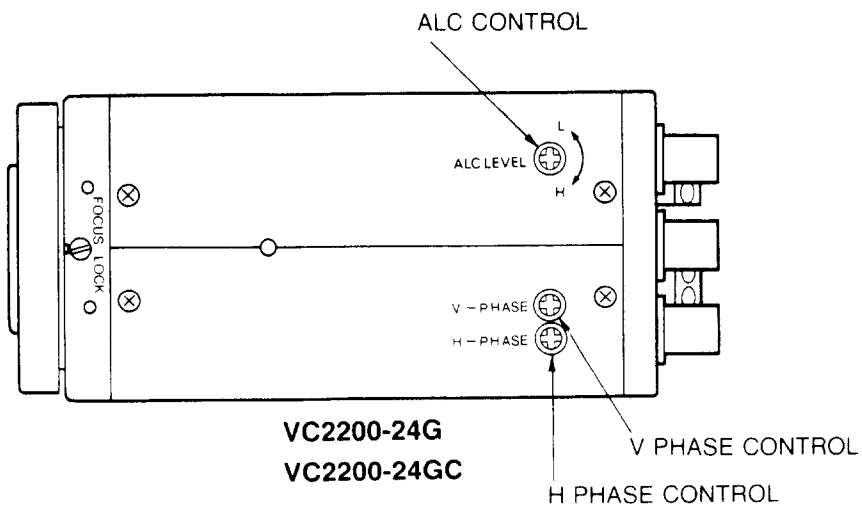 ALC CONTROL
L
ALC LEVEL
H
FOCUS LOCK
V-PHASE
H-PHASE
VC2200-24G
VC2200-24GC
V PHASE CONTROL
H PHASE CONTROL